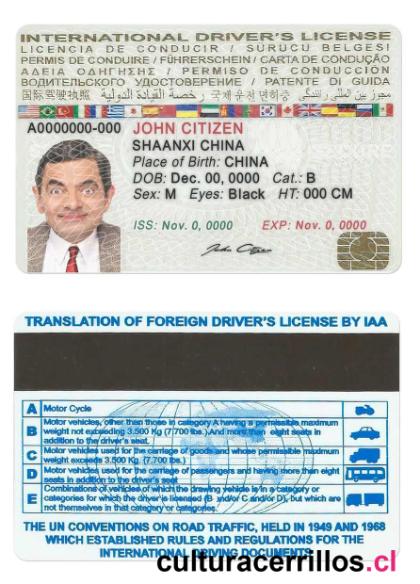 INTERNATIONAL DRIVER'S LICENSE
LICENCIA DE CONDUCIR / SÜRÜCÜ BELGESI
PERMIS DE CONDUIRE / FÜHRERSCHEIN / CARTA DE CONDUÇÃO
ΑΔΕΙΑ ΟΔΗΓΗΣΗΣ / PERMISO DE CONDUCCIÓN
ВОДИТЕЛЬСКОГО УДОСТОВЕРЕНИЕ / PATENTE DI GUIDA
国际驾驶执照 رخصة القيادة الدولية 국제 운전 면허증 مجوز بین المللی رانندگی
A0000000-000 JOHN CITIZEN
SHAANXI CHINA
Place of Birth: CHINA
DOB: Dec. 00, 0000 Cat.: B
Sex: M Eyes: Black HT: 000 CM
ISS: Nov. 0, 0000 EXP: Nov. 0, 0000
TRANSLATION OF FOREIGN DRIVER'S LICENSE BY IAA
A Motor Cycle
B Motor vehicles, other than those in category A having a permissible maximum
weight not exceeding 3.500 Kg (7 700 lbs.) And more than eight seats in
addition to the driver's seat.
C Motor vehicles used for the carriage of goods and whose permissible maximum
weight exceeds 3.500 Kg. (7.700 lbs.)
D Motor vehicles used for the carriage of passengers and having more than eight
seats in addition to the driver's seat
E Combinations of vehicles of which the drawing vehicle is in a category or
categories for which the driver is licensed (B and/or C and/or D), but which are
not themselves in that category or categories.
THE UN CONVENTIONS ON ROAD TRAFFIC, HELD IN 1949 AND 1968
WHICH ESTABLISHED RULES AND REGULATIONS FOR THE
INTERNATIONAL DRIVING DOCUMENTS
culturacerrillos.cl